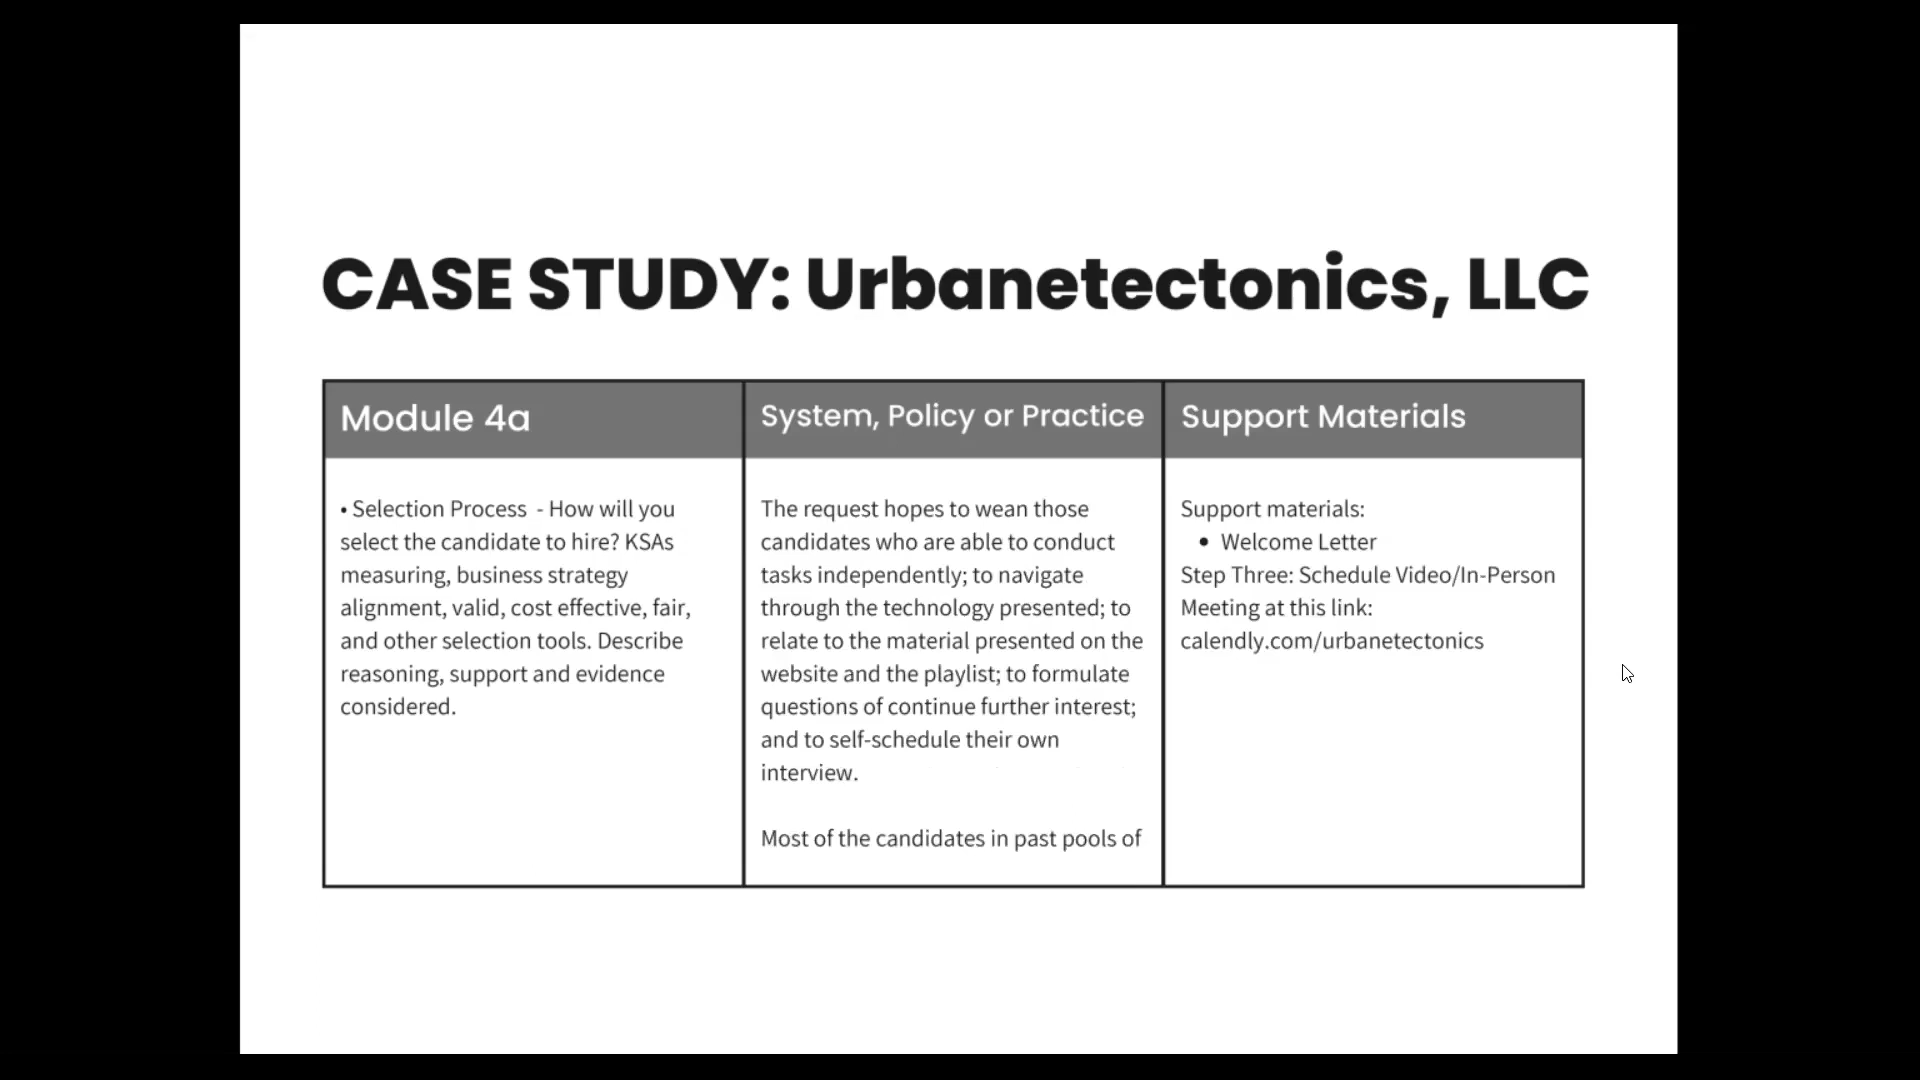 CASE STUDY: Urbanetectonics, LLC
Module 4a
• Selection Process - How will you
select the candidate to hire? KSAs
measuring, business strategy
alignment, valid, cost effective, fair,
and other selection tools. Describe
reasoning, support and evidence
considered.
System, Policy or Practice
The request hopes to wean those
candidates who are able to conduct
tasks independently; to navigate
through the technology presented; to
relate to the material presented on the
website and the playlist; to formulate
questions of continue further interest;
and to self-schedule their own
interview.
Most of the candidates in past pools of
Support Materials
Support materials:
• Welcome Letter
Step Three: Schedule Video/In-Person
Meeting at this link:
calendly.com/urbanetectonics